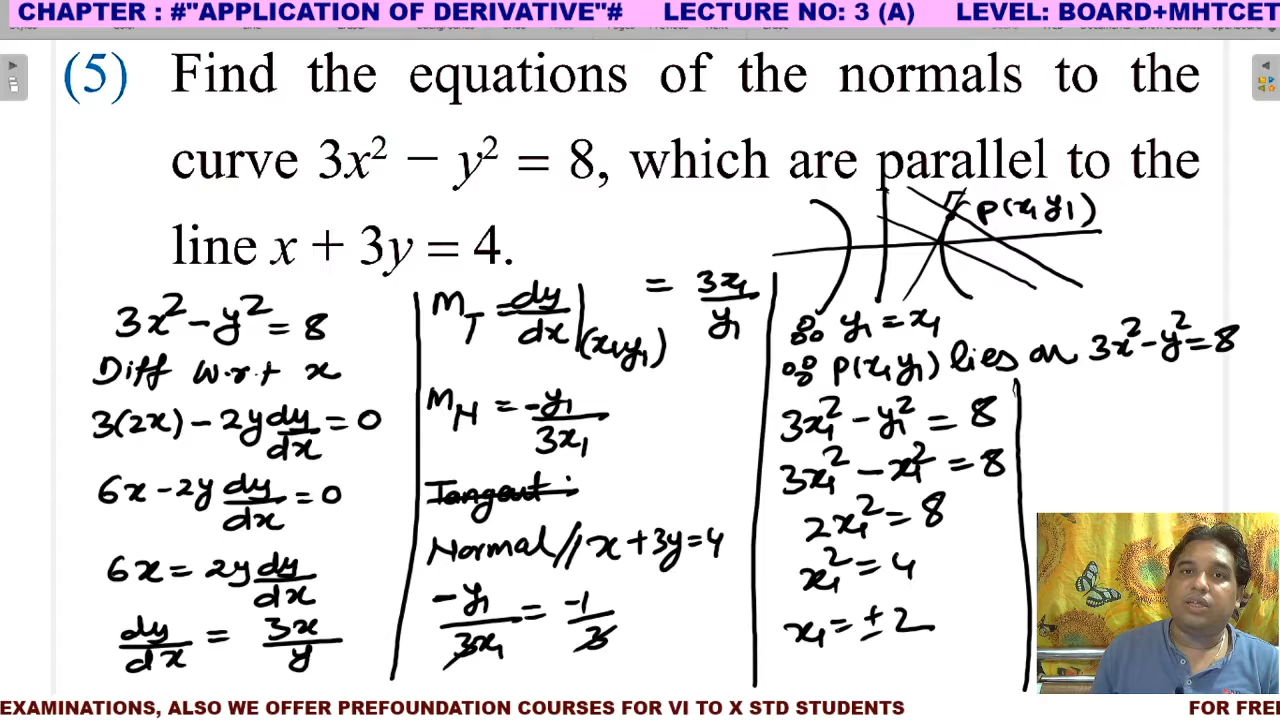 CHAPTER : #"APPLICATION OF DERIVATIVE"# LECTURE NO: 3 (A) LEVEL: BOARD+MHTCET
(5) Find the equations of the normals to the
curve 3x² − y² = 8, which are parallel to the
line x + 3y = 4.
P(x₁ y₁)
3x² - y² = 8
Diff w.r.t x
3(2x) - 2y dy/dx = 0
6x - 2y dy/dx = 0
6x = 2y dy/dx
dy/dx = 3x/y
M_T = dy/dx |(x₁y₁) = 3x₁/y₁
M_N = -y₁/3x₁
Normal // x + 3y = 4
-y₁/3x₁ = -1/3
∴ y₁ = x₁
∵ P(x₁ y₁) lies on 3x² - y² = 8
3x₁² - y₁² = 8
3x₁² - x₁² = 8
2x₁² = 8
x₁² = 4
x₁ = ± 2
EXAMINATIONS, ALSO WE OFFER PREFOUNDATION COURSES FOR VI TO X STD STUDENTS FOR FREE